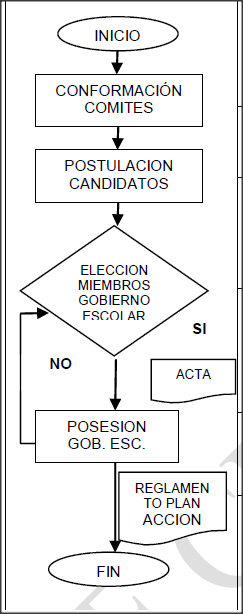 INICIO
CONFORMACIÓN
COMITES
POSTULACION
CANDIDATOS
ELECCION
MIEMBROS
GOBIERNO
ESCOLAR
SI
NO
ACTA
POSESION
GOB. ESC.
REGLAMEN
TO PLAN
ACCION
FIN